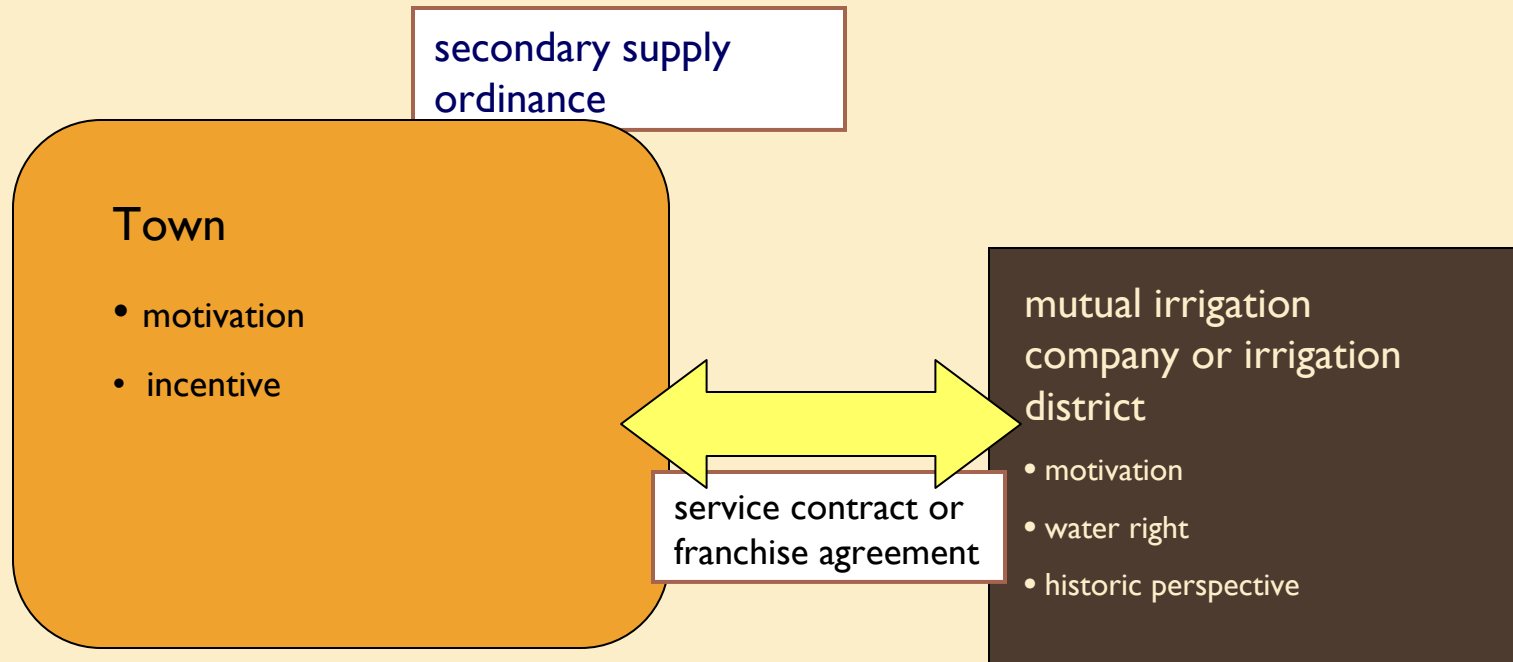 secondary supply
ordinance
Town
• motivation
• incentive
mutual irrigation
company or irrigation
district
• motivation
• water right
• historic perspective
service contract or
franchise agreement